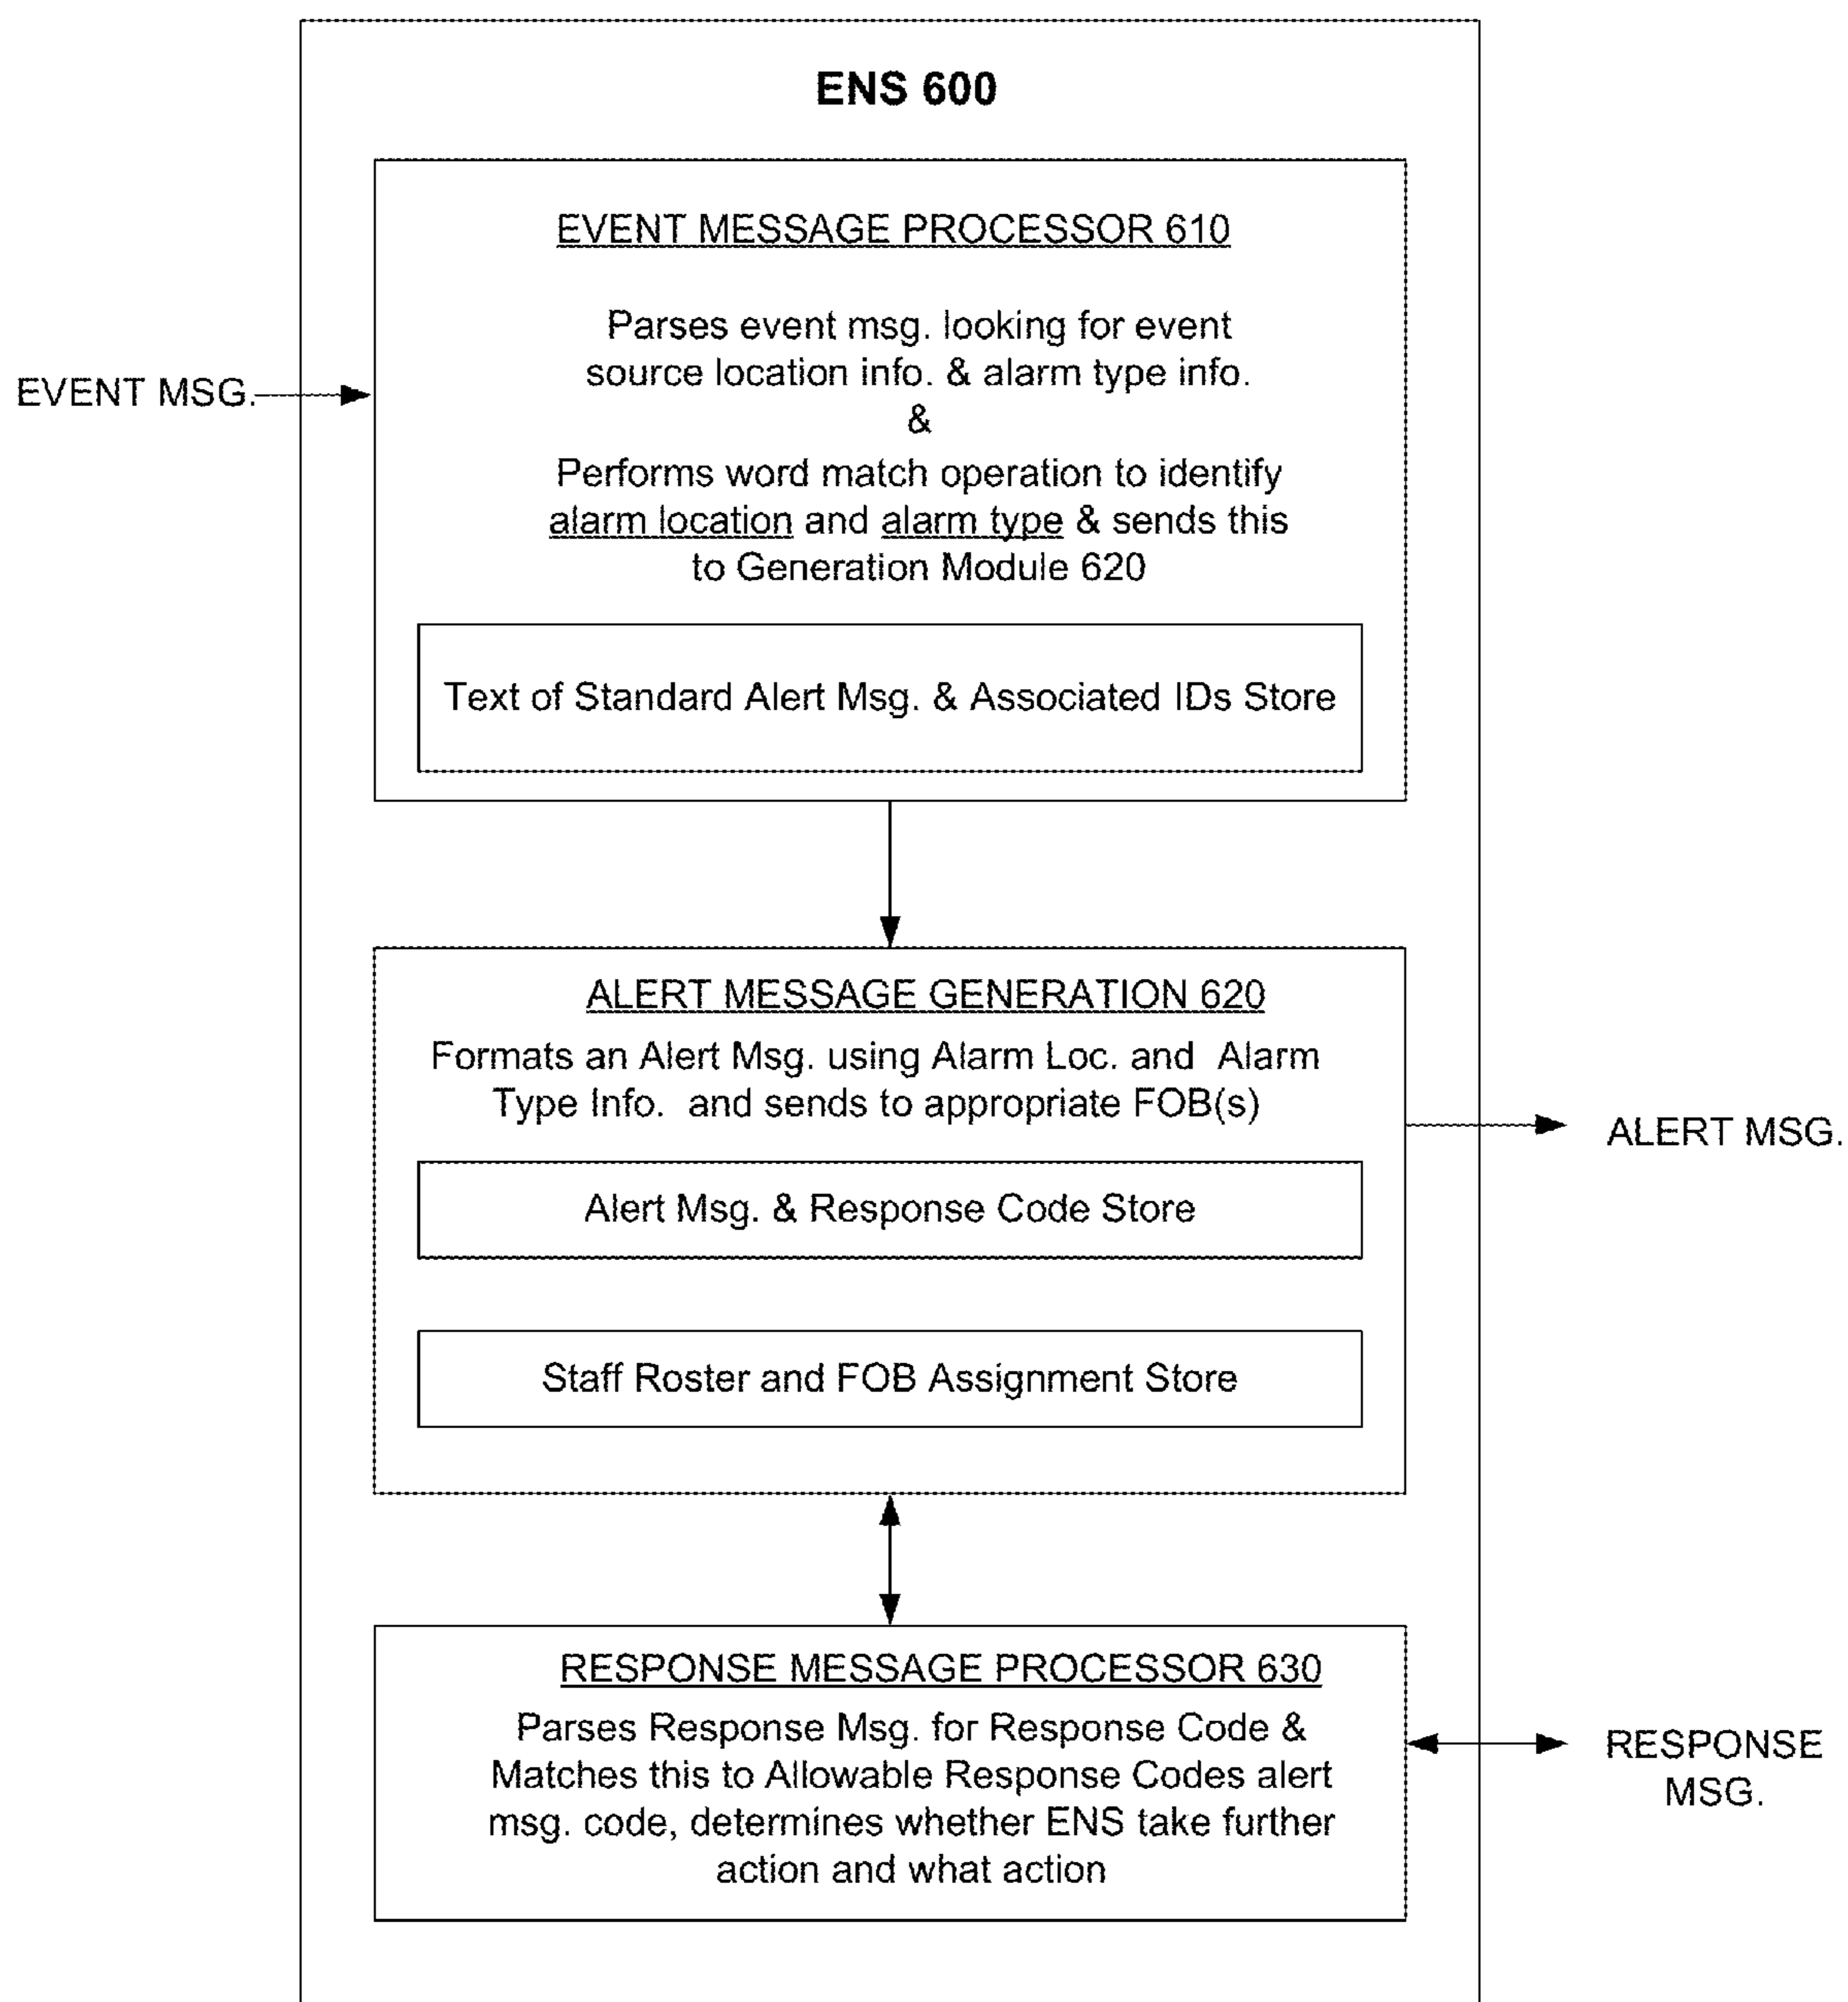 ENS 600
EVENT MESSAGE PROCESSOR 610
Parses event msg. looking for event
source location info. & alarm type info.
&
Performs word match operation to identify
alarm location and alarm type & sends this
to Generation Module 620
EVENT MSG.
Text of Standard Alert Msg. & Associated IDs Store
ALERT MESSAGE GENERATION 620
Formats an Alert Msg. using Alarm Loc. and Alarm
Type Info. and sends to appropriate FOB(s)
ALERT MSG.
Alert Msg. & Response Code Store
Staff Roster and FOB Assignment Store
RESPONSE MESSAGE PROCESSOR 630
Parses Response Msg. for Response Code &
Matches this to Allowable Response Codes alert
msg. code, determines whether ENS take further
action and what action
RESPONSE
MSG.